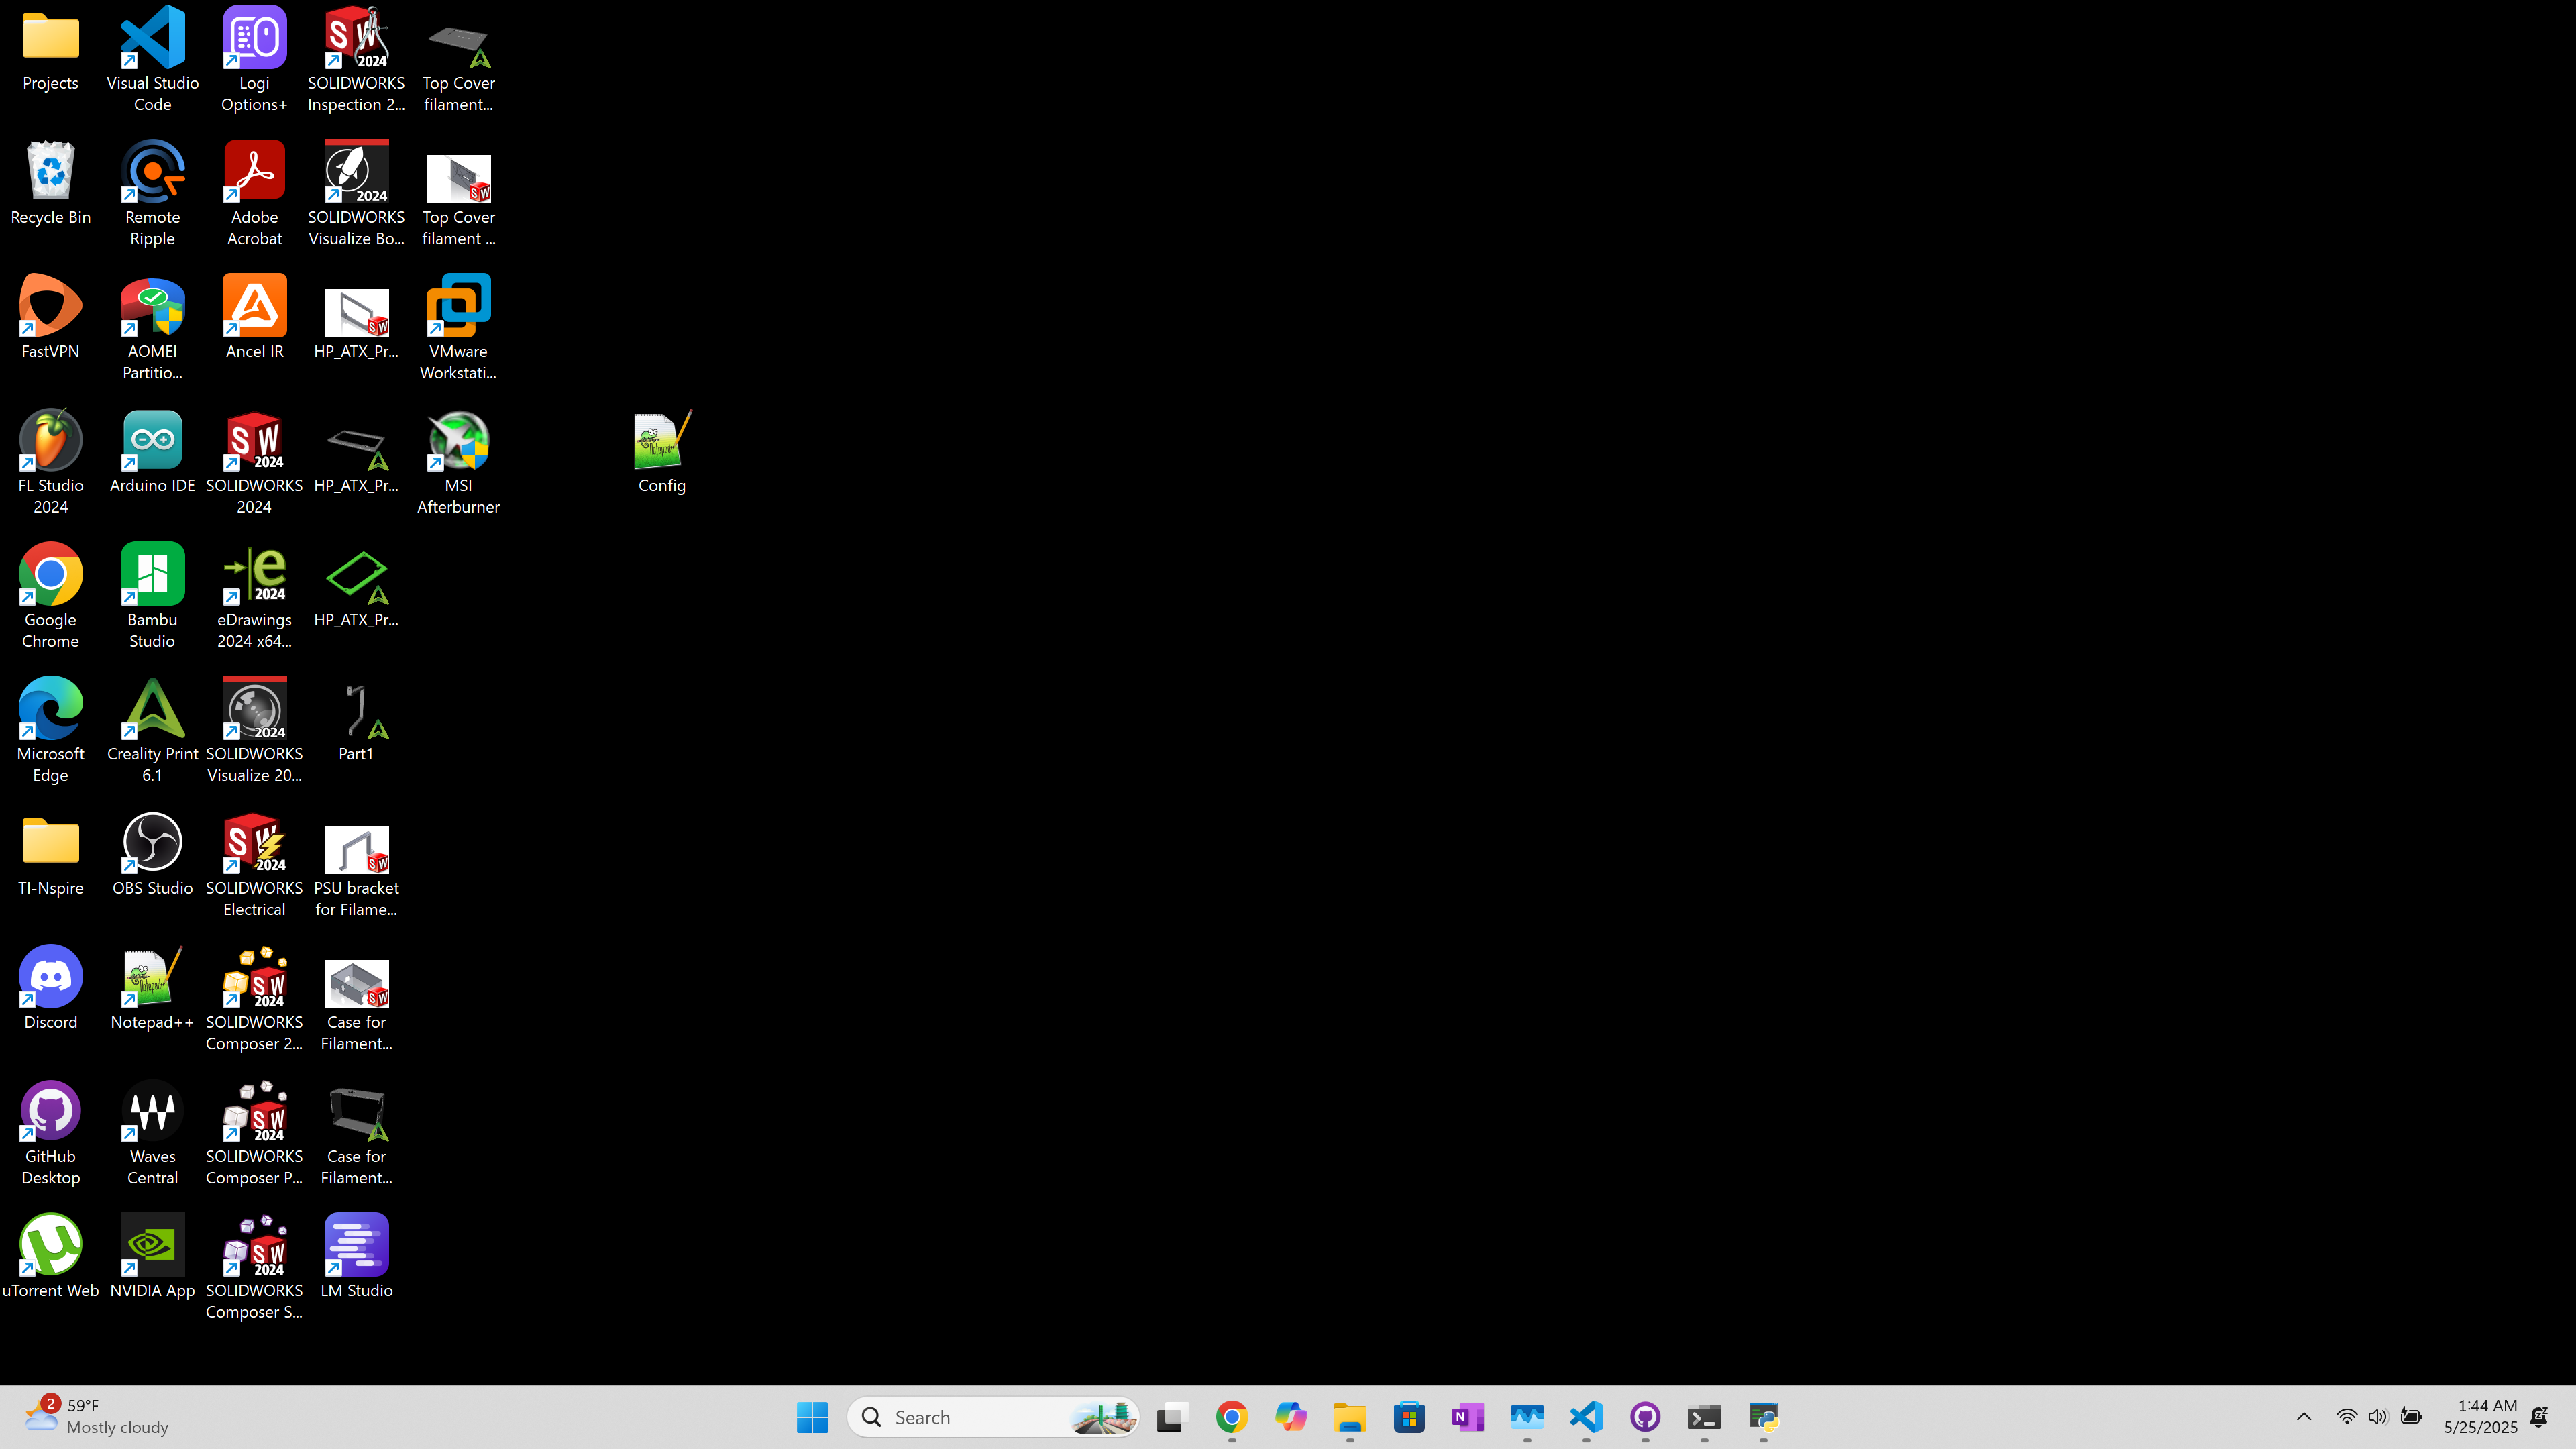 Projects
Visual Studio
Code
Logi
Options+
SOLIDWORKS
Inspection 2...
Top Cover
filament...
Recycle Bin
Remote
Ripple
Adobe
Acrobat
SOLIDWORKS
Visualize Bo...
Top Cover
filament ...
FastVPN
AOMEI
Partitio...
Ancel IR
HP_ATX_Pr...
VMware
Workstati...
FL Studio
2024
Arduino IDE
SOLIDWORKS
2024
HP_ATX_Pr...
MSI
Afterburner
Config
Google
Chrome
Bambu
Studio
eDrawings
2024 x64...
HP_ATX_Pr...
Microsoft
Edge
Creality Print
6.1
SOLIDWORKS
Visualize 20...
Part1
TI-Nspire
OBS Studio
SOLIDWORKS
Electrical
PSU bracket
for Filame...
Discord
Notepad++
SOLIDWORKS
Composer 2...
Case for
Filament...
GitHub
Desktop
Waves
Central
SOLIDWORKS
Composer P...
Case for
Filament...
uTorrent Web
NVIDIA App
SOLIDWORKS
Composer S...
LM Studio
2
59°F
Mostly cloudy
Search
1:44 AM
5/25/2025